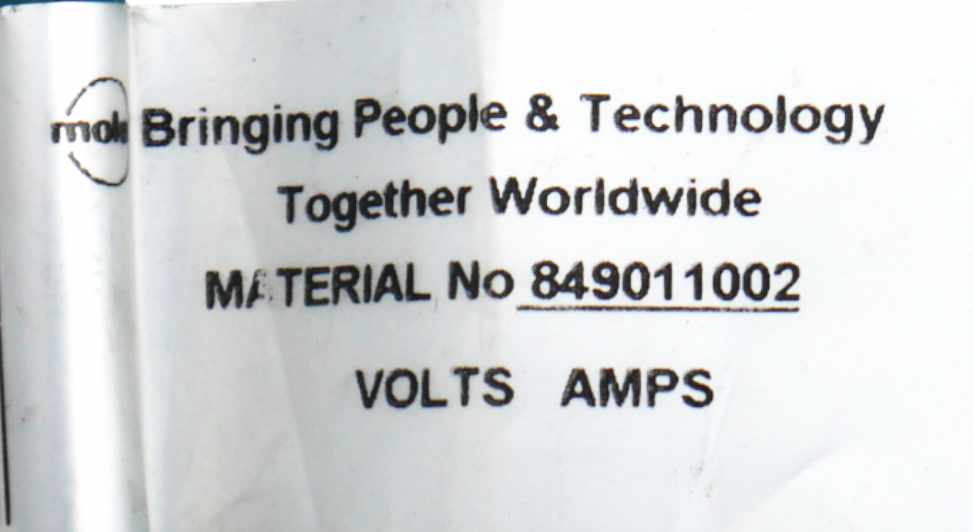 Bringing People & Technology
Together Worldwide
MATERIAL No 849011002
VOLTS AMPS